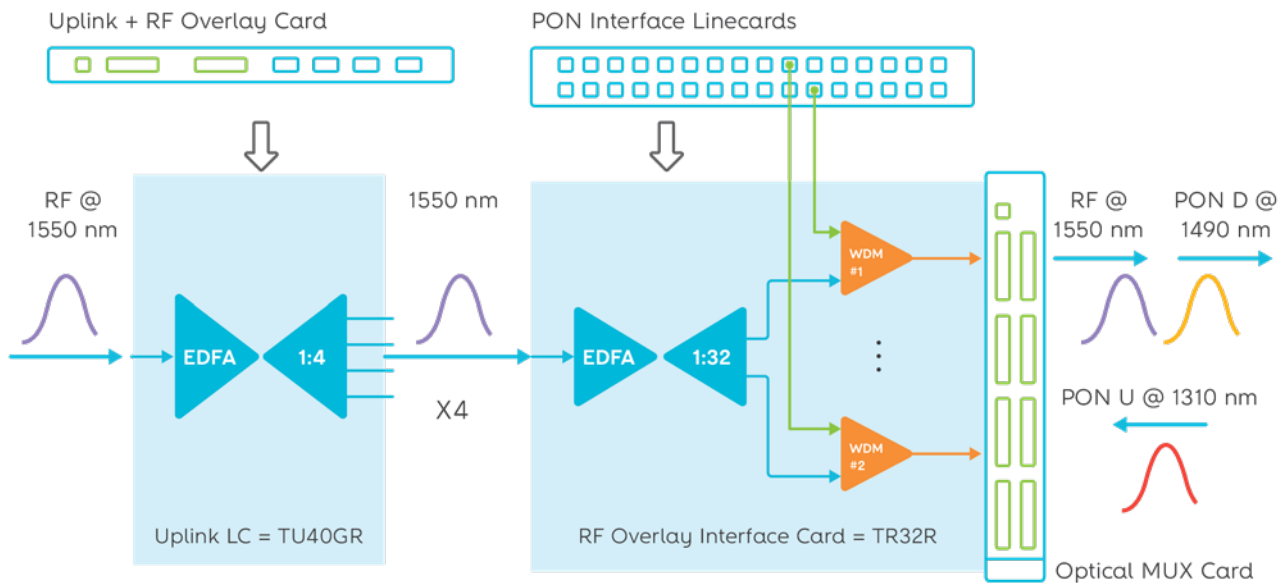 Uplink + RF Overlay Card
PON Interface Linecards
RF @
1550 nm
1550 nm
RF @
1550 nm
PON D @
1490 nm
WDM
#1
EDFA
1:4
EDFA
1:32
X4
PON U @ 1310 nm
WDM
#2
Uplink LC = TU40GR
RF Overlay Interface Card = TR32R
Optical MUX Card